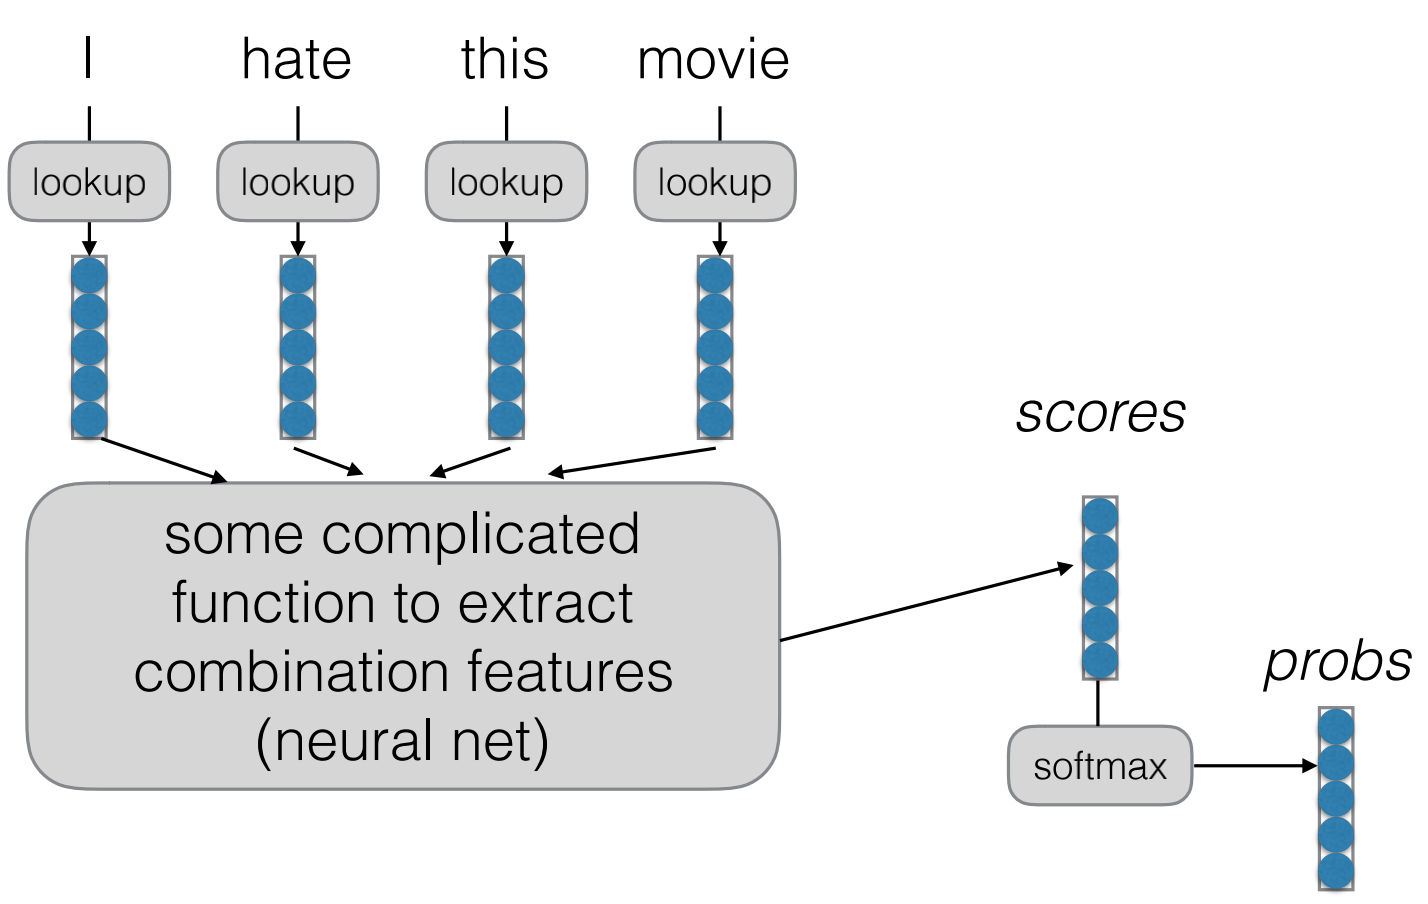 I hate this movie
lookup lookup lookup lookup
scores
some complicated
function to extract
combination features
(neural net)
probs
softmax